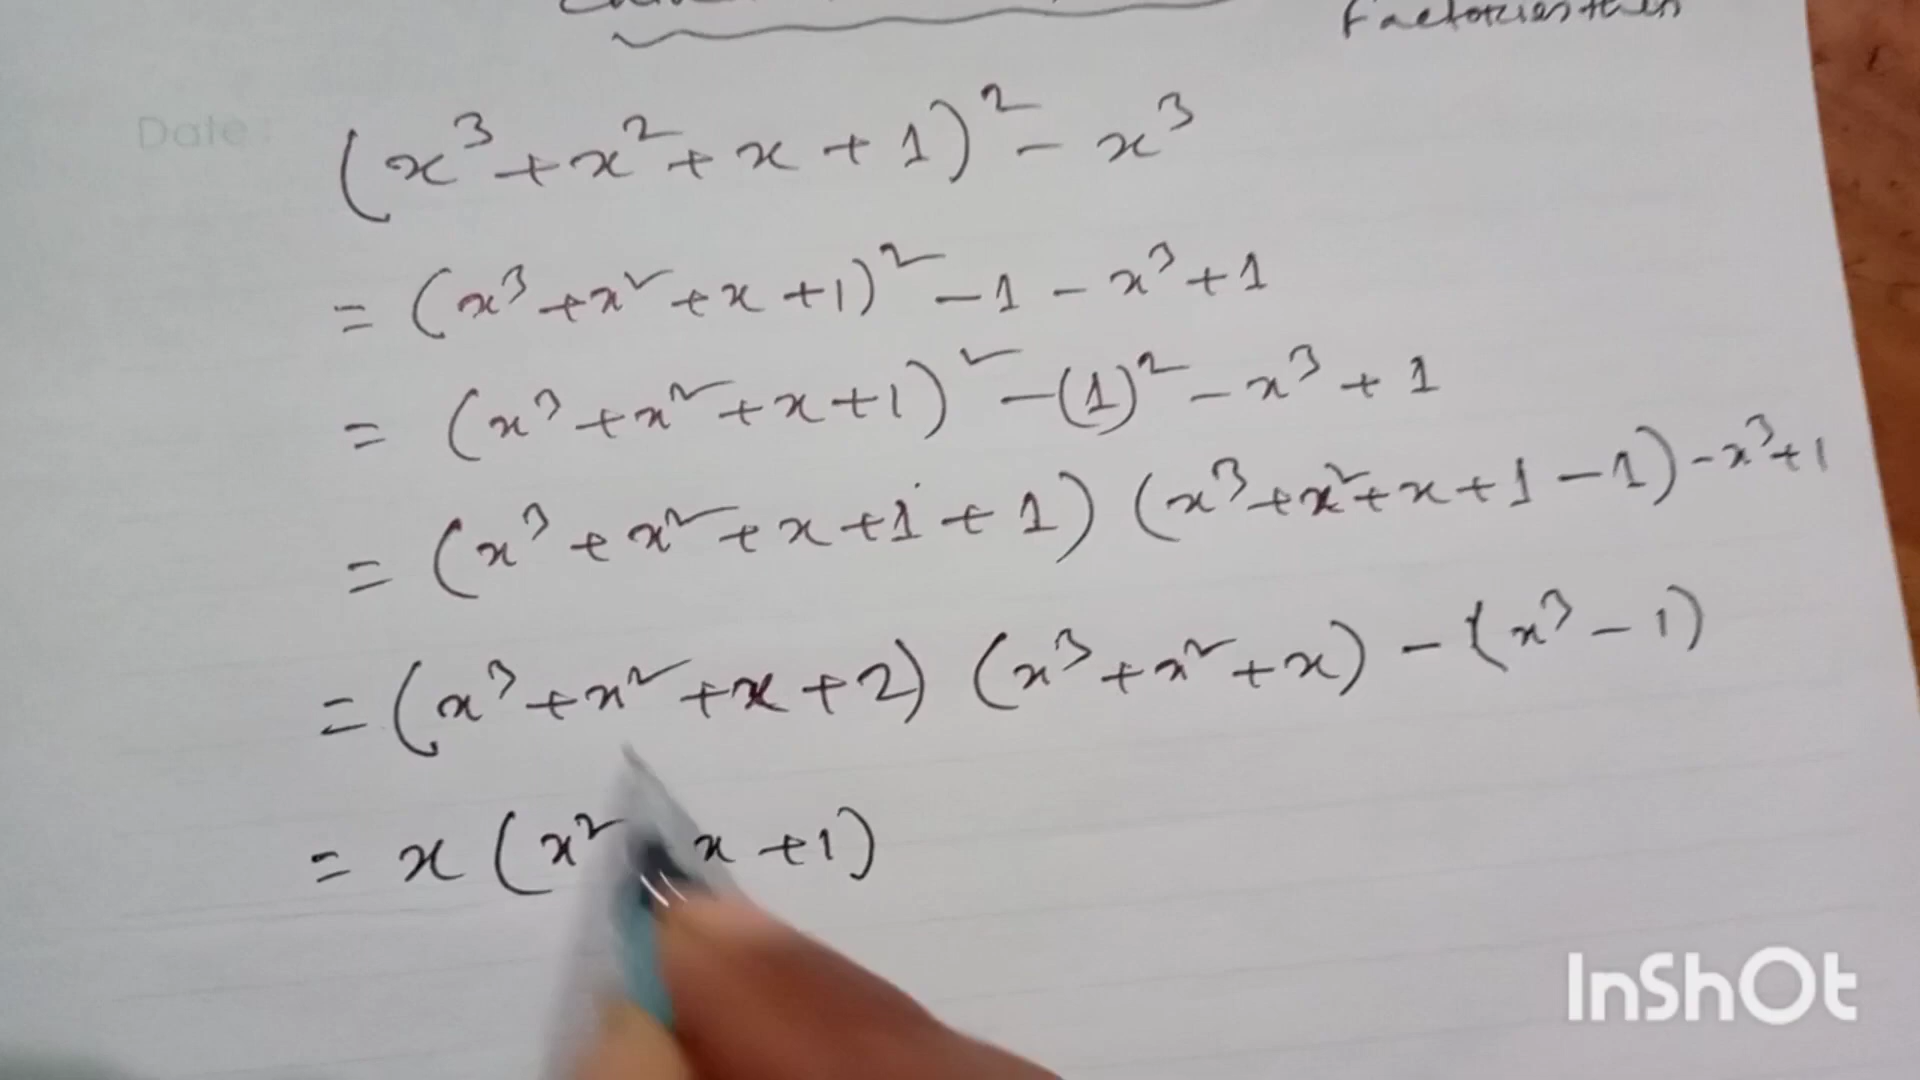 Factorizes them
Date:
(x³ + x² + x + 1)² - x³
= (x³ + x² + x + 1)² - 1 - x³ + 1
= (x³ + x² + x + 1)² - (1)² - x³ + 1
= (x³ + x² + x + 1 + 1) (x³ + x² + x + 1 - 1) - x³ + 1
= (x³ + x² + x + 2) (x³ + x² + x) - (x³ - 1)
= x (x² x + 1)
InShOt